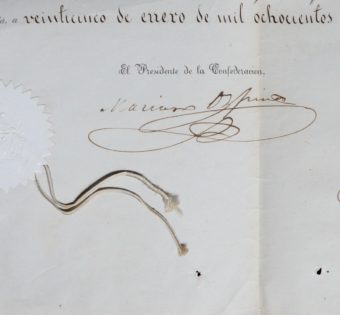 a, a veinticinco de enero de mil ochocientos
El Presidente de la Confederacion,
Mariano Ospina